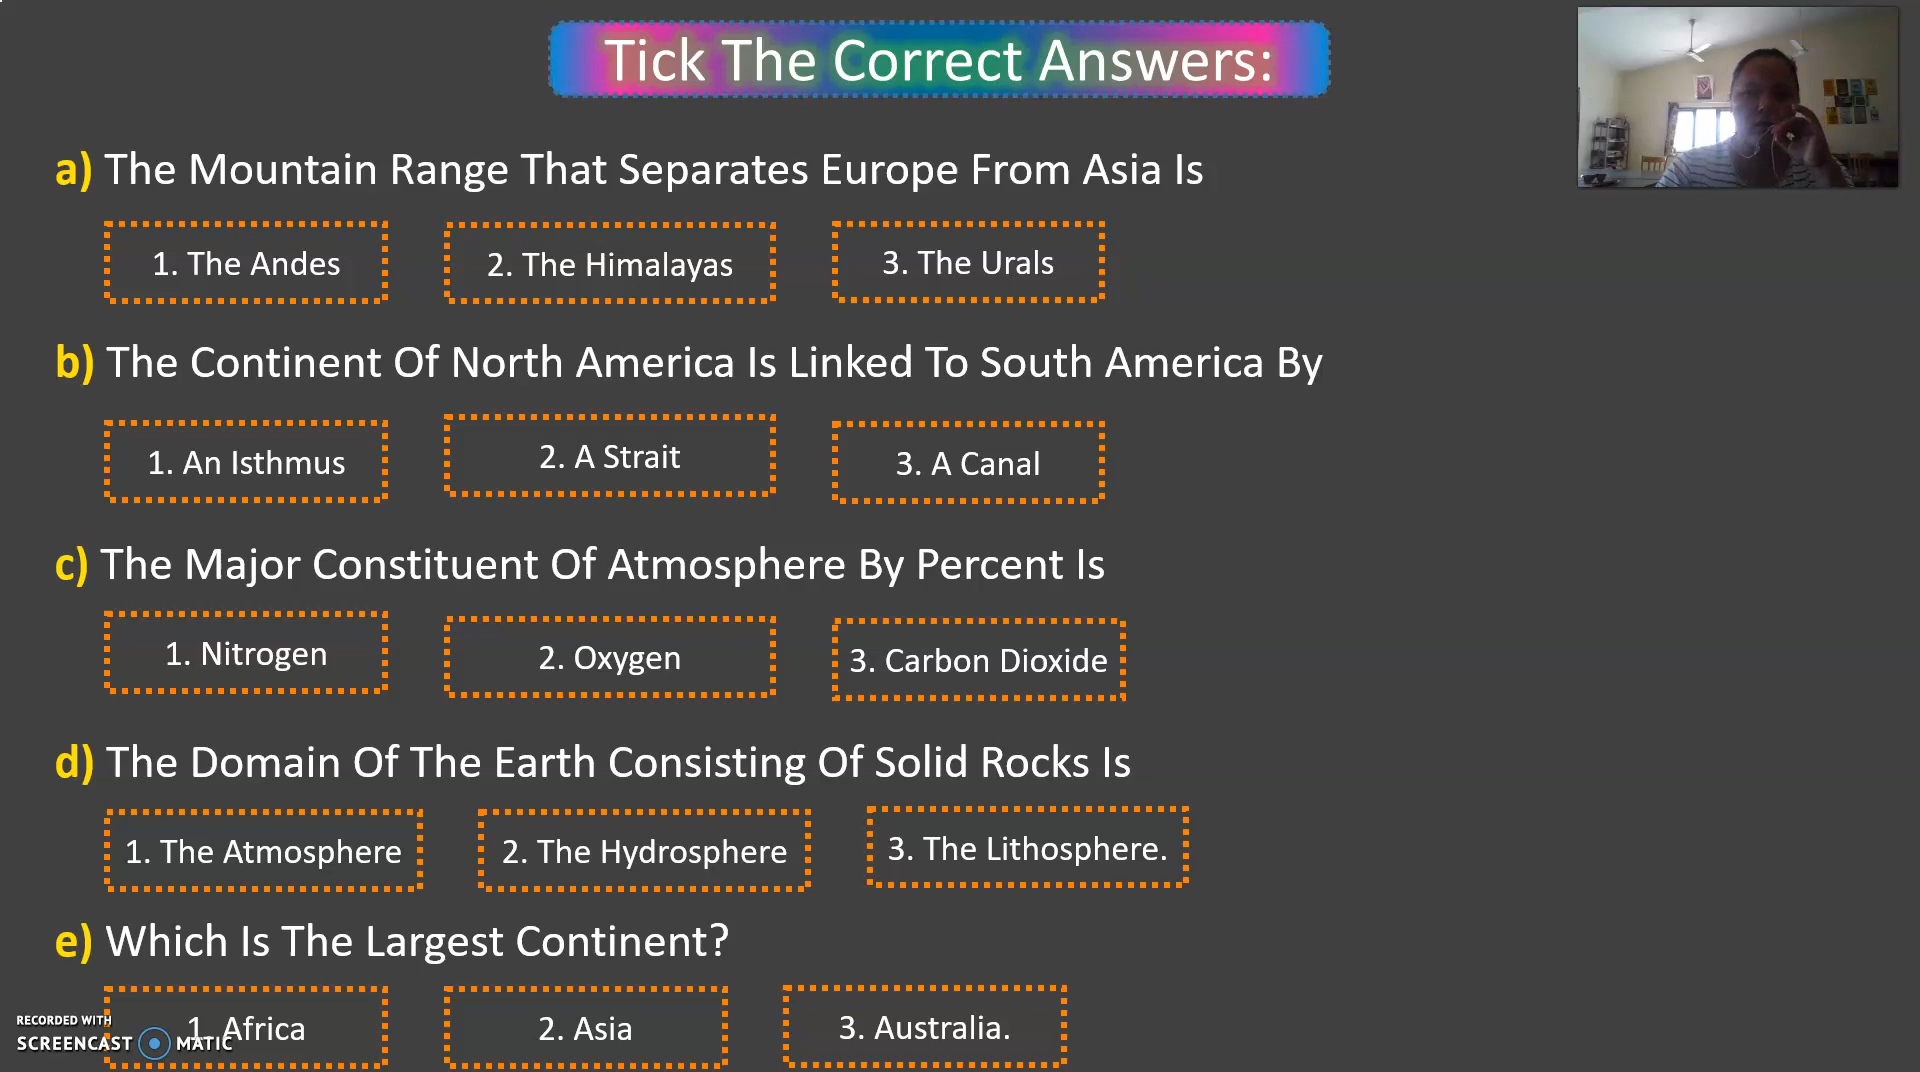 Tick The Correct Answers:
a) The Mountain Range That Separates Europe From Asia Is
1. The Andes
2. The Himalayas
3. The Urals
b) The Continent Of North America Is Linked To South America By
1. An Isthmus
2. A Strait
3. A Canal
c) The Major Constituent Of Atmosphere By Percent Is
1. Nitrogen
2. Oxygen
3. Carbon Dioxide
d) The Domain Of The Earth Consisting Of Solid Rocks Is
1. The Atmosphere
2. The Hydrosphere
3. The Lithosphere.
e) Which Is The Largest Continent?
1. Africa
2. Asia
3. Australia.
RECORDED WITH
SCREENCAST MATIC